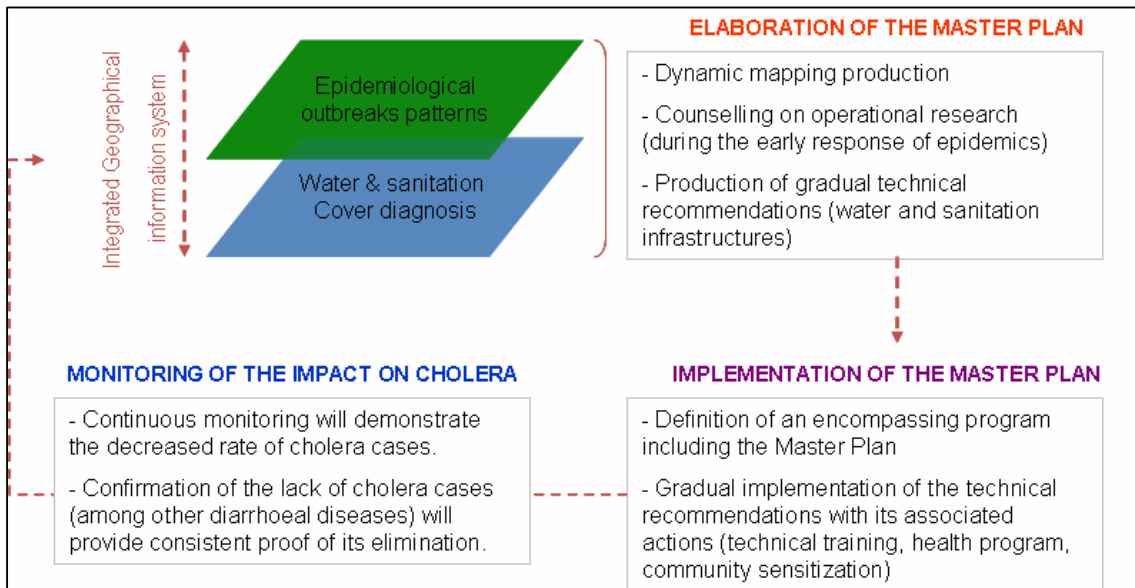 Integrated Geographical
information system
Epidemiological
outbreaks patterns
Water & sanitation
Cover diagnosis
ELABORATION OF THE MASTER PLAN
- Dynamic mapping production
- Counselling on operational research
(during the early response of epidemics)
- Production of gradual technical
recommendations (water and sanitation
infrastructures)
MONITORING OF THE IMPACT ON CHOLERA
- Continuous monitoring will demonstrate
the decreased rate of cholera cases.
- Confirmation of the lack of cholera cases
(among other diarrhoeal diseases) will
provide consistent proof of its elimination.
IMPLEMENTATION OF THE MASTER PLAN
- Definition of an encompassing program
including the Master Plan
- Gradual implementation of the technical
recommendations with its associated
actions (technical training, health program,
community sensitization)